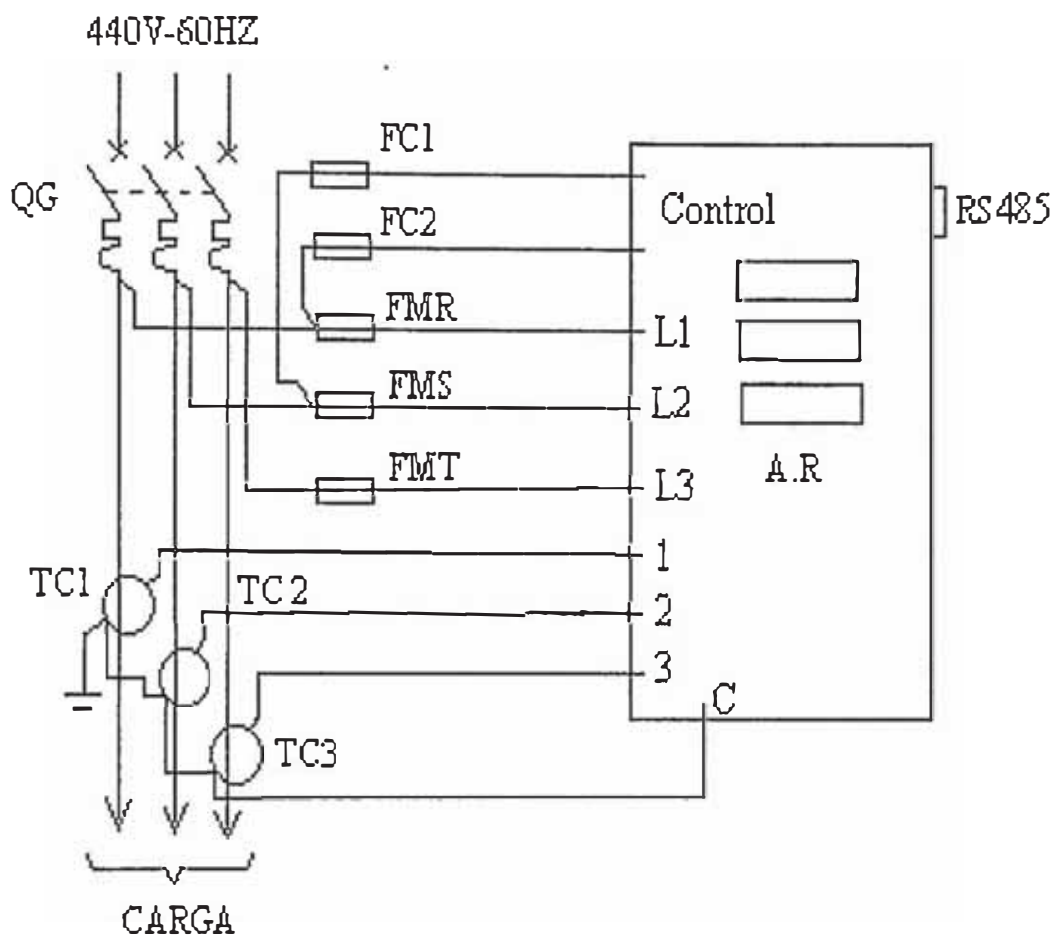 440V-60HZ
FC1
QG
FC2
Control
RS485
FMR
L1
FMS
L2
FMT
A.R
L3
1
TC1
TC2
2
3
C
TC3
CARGA